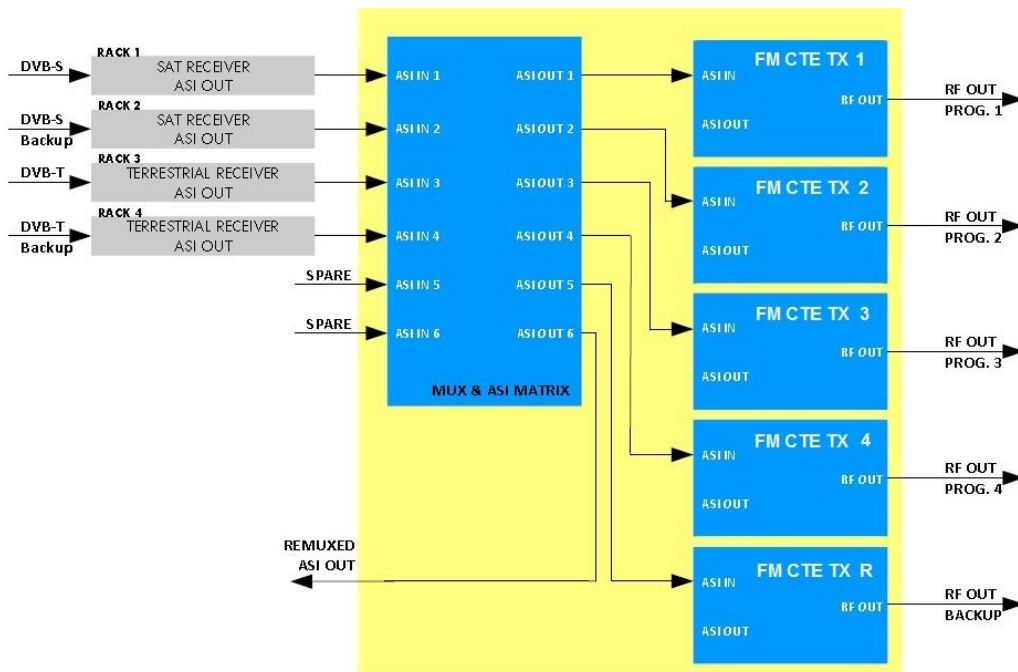 RACK 1
DVB-S
SAT RECEIVER
ASI OUT
RACK 2
DVB-S
Backup
SAT RECEIVER
ASI OUT
RACK 3
DVB-T
TERRESTRIAL RECEIVER
ASI OUT
RACK 4
DVB-T
Backup
TERRESTRIAL RECEIVER
ASI OUT
SPARE
SPARE
ASI IN 1
ASI OUT 1
ASI IN 2
ASI OUT 2
ASI IN 3
ASI OUT 3
ASI IN 4
ASI OUT 4
ASI IN 5
ASI OUT 5
ASI IN 6
ASI OUT 6
MUX & ASI MATRIX
REMUXED
ASI OUT
FM CTE TX 1
ASI IN
RF OUT
ASI OUT
RF OUT
PROG. 1
FM CTE TX 2
ASI IN
RF OUT
ASI OUT
RF OUT
PROG. 2
FM CTE TX 3
ASI IN
RF OUT
ASI OUT
RF OUT
PROG. 3
FM CTE TX 4
ASI IN
RF OUT
ASI OUT
RF OUT
PROG. 4
FM CTE TX R
ASI IN
RF OUT
ASI OUT
RF OUT
BACKUP